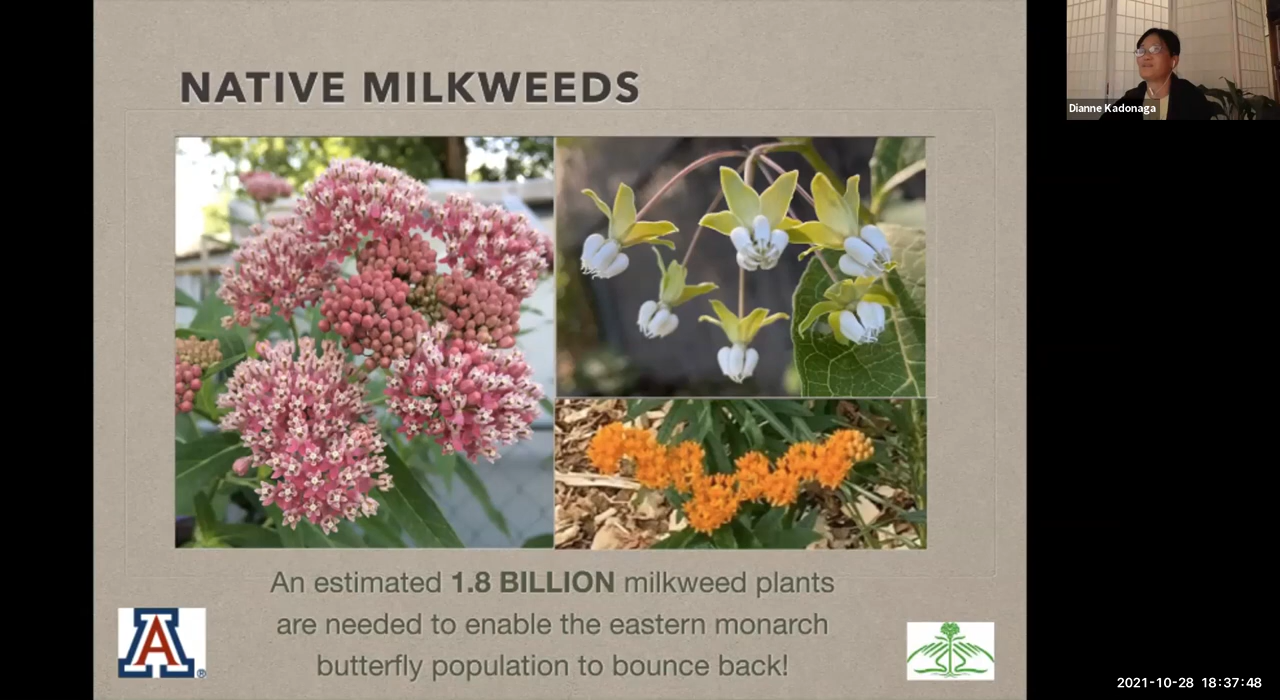 NATIVE MILKWEEDS
Dianne Kadonaga
An estimated 1.8 BILLION milkweed plants
are needed to enable the eastern monarch
butterfly population to bounce back!
A
®
2021-10-28 18:37:48